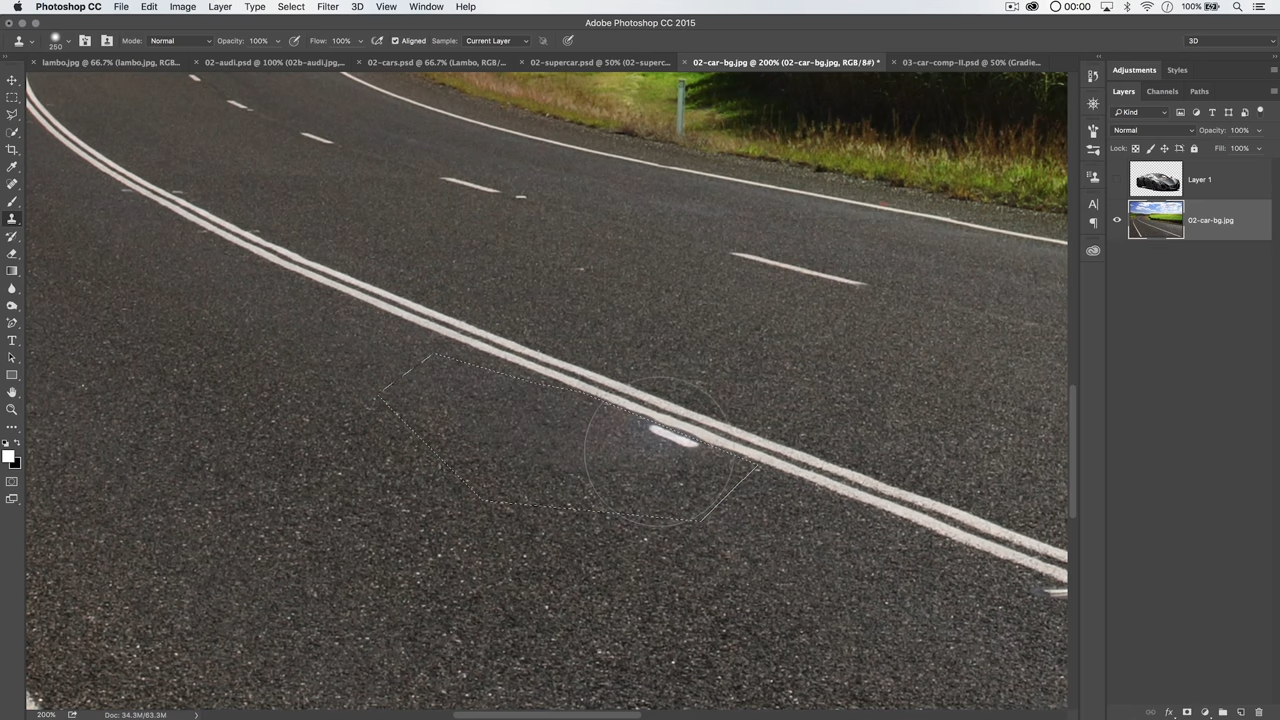 Photoshop CC File Edit Image Layer Type Select Filter 3D View Window Help 00:00 100%
Adobe Photoshop CC 2015
250 Mode: Normal Opacity: 100% Flow: 100% Aligned Sample: Current Layer 3D
lambo.jpg @ 66.7% (lambo.jpg, RGB... 02-audi.psd @ 100% (02b-audi.jpg,... 02-cars.psd @ 66.7% (Lambo, RGB/... 02-supercar.psd @ 50% (02-superc... 02-car-bg.jpg @ 200% (02-car-bg.jpg, RGB/8#) * 03-car-comp-II.psd @ 50% (Gradie...
Adjustments Styles
Layers Channels Paths
Kind
Normal Opacity: 100%
Lock: Fill: 100%
Layer 1
02-car-bg.jpg
200% Doc: 34.3M/63.3M